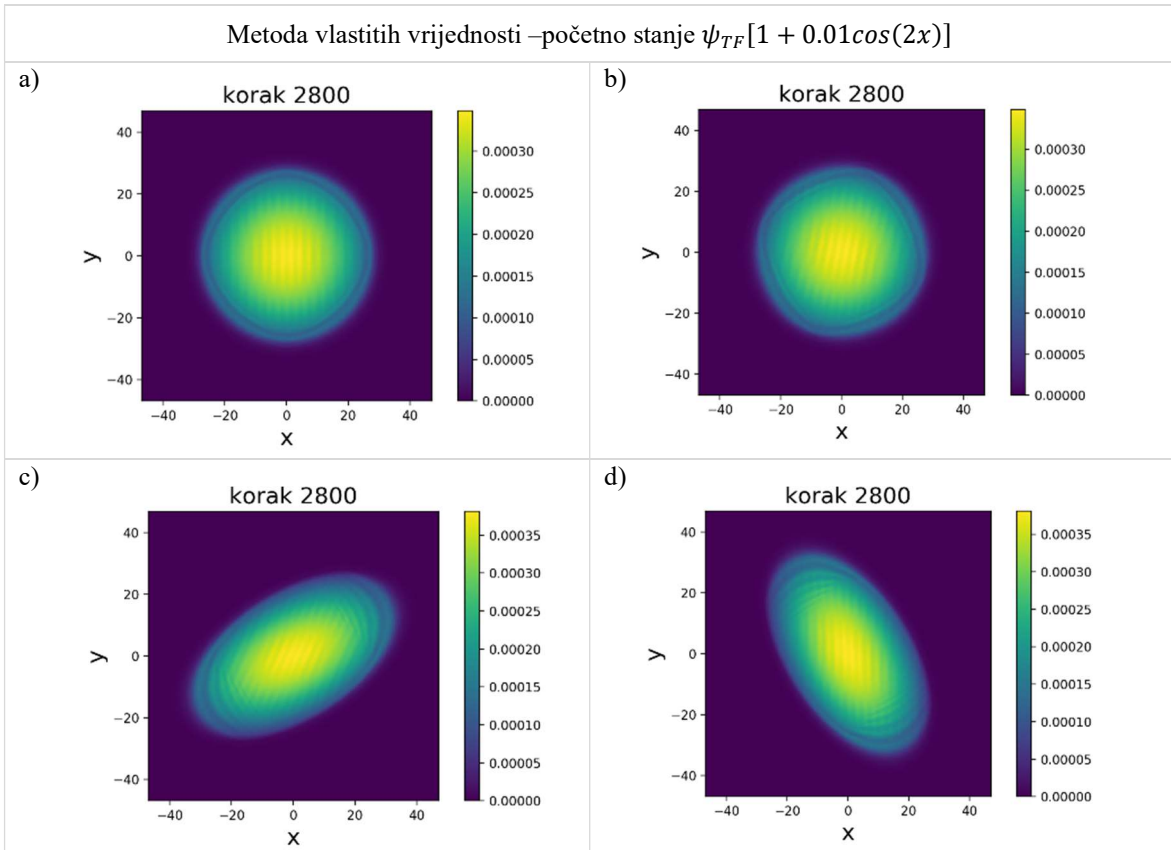 Metoda vlastitih vrijednosti –početno stanje ψ_TF[1 + 0.01cos(2x)]
a)
korak 2800
40
20
0
−20
−40
y
−40 −20 0 20 40
x
0.00030
0.00025
0.00020
0.00015
0.00010
0.00005
0.00000
b)
korak 2800
40
20
0
−20
−40
y
−40 −20 0 20 40
x
0.00030
0.00025
0.00020
0.00015
0.00010
0.00005
0.00000
c)
korak 2800
40
20
0
−20
−40
y
−40 −20 0 20 40
x
0.00035
0.00030
0.00025
0.00020
0.00015
0.00010
0.00005
0.00000
d)
korak 2800
40
20
0
−20
−40
y
−40 −20 0 20 40
x
0.00035
0.00030
0.00025
0.00020
0.00015
0.00010
0.00005
0.00000